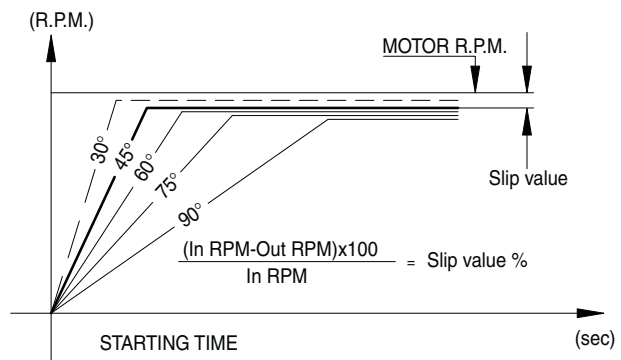 (R.P.M.)
MOTOR R.P.M.
30°
45°
60°
75°
90°
Slip value
(In RPM-Out RPM)x100
In RPM
= Slip value %
STARTING TIME
(sec)